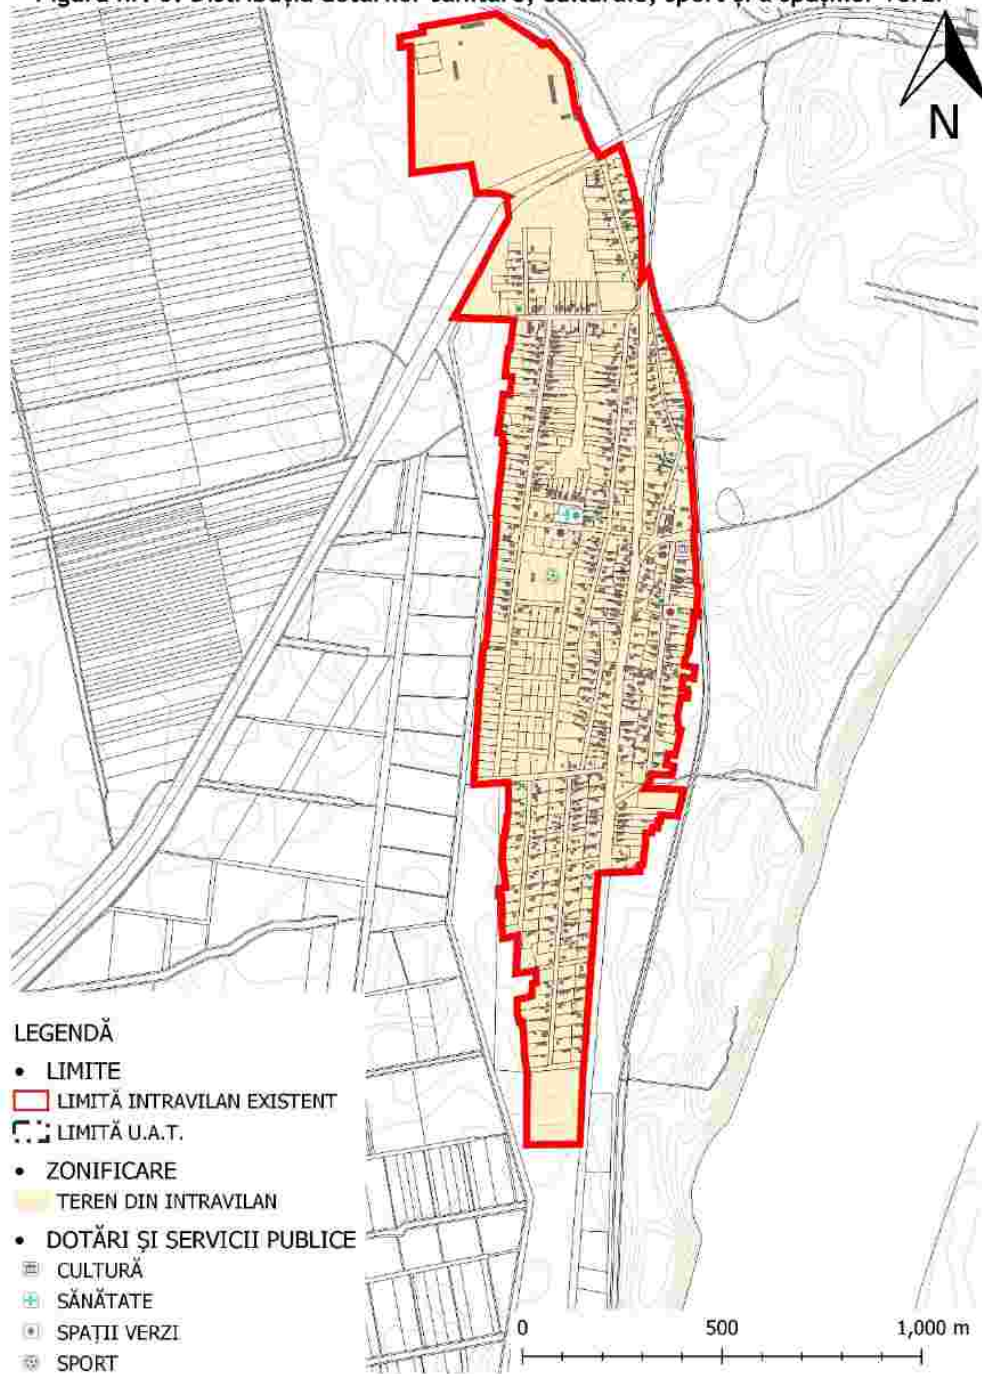 N
LEGENDĂ
• LIMITE
LIMITĂ INTRAVILAN EXISTENT
LIMITĂ U.A.T.
• ZONIFICARE
TEREN DIN INTRAVILAN
• DOTĂRI ȘI SERVICII PUBLICE
CULTURĂ
SĂNĂTATE
SPAȚII VERZI
SPORT
0 500 1,000 m